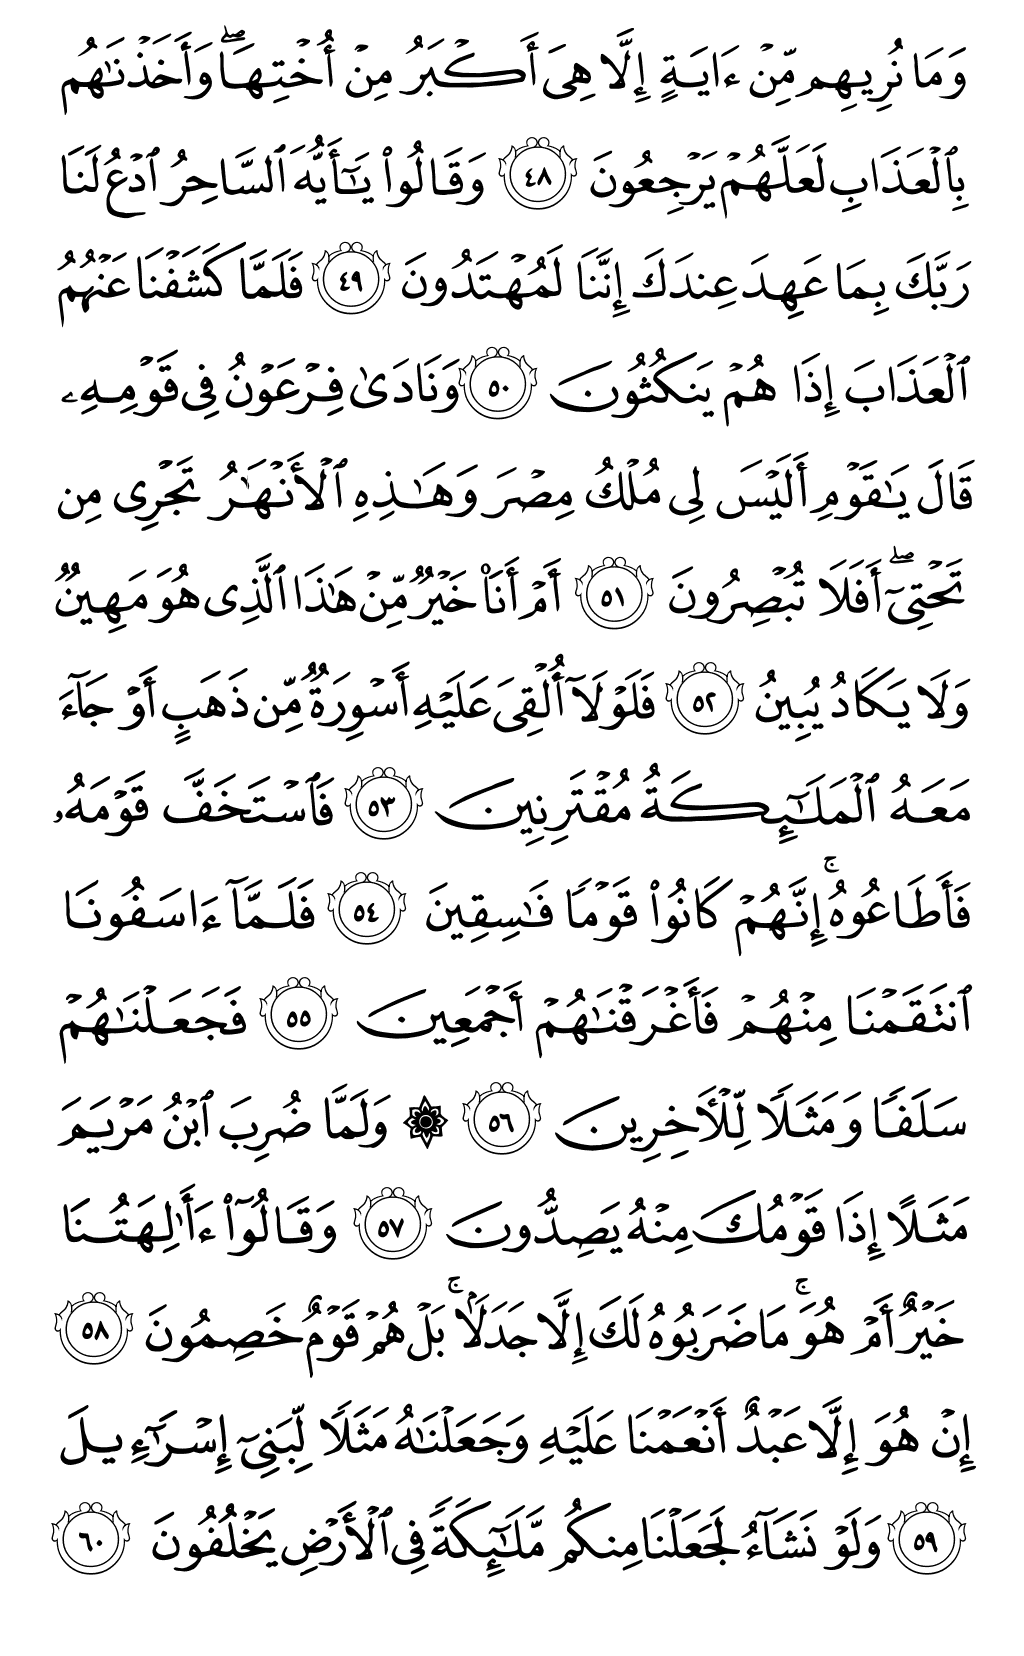 وَمَا نُرِيهِم مِّنْ ءَايَةٍ إِلَّا هِىَ أَكْبَرُ مِنْ أُخْتِهَا ۖ وَأَخَذْنَـٰهُم
بِٱلْعَذَابِ لَعَلَّهُمْ يَرْجِعُونَ ٤٨ وَقَالُوا۟ يَـٰٓأَيُّهَ ٱلسَّاحِرُ ٱدْعُ لَنَا
رَبَّكَ بِمَا عَهِدَ عِندَكَ إِنَّنَا لَمُهْتَدُونَ ٤٩ فَلَمَّا كَشَفْنَا عَنْهُمُ
ٱلْعَذَابَ إِذَا هُمْ يَنكُثُونَ ٥٠ وَنَادَىٰ فِرْعَوْنُ فِى قَوْمِهِۦ
قَالَ يَـٰقَوْمِ أَلَيْسَ لِى مُلْكُ مِصْرَ وَهَـٰذِهِ ٱلْأَنْهَـٰرُ تَجْرِى مِن
تَحْتِىٓ ۖ أَفَلَا تُبْصِرُونَ ٥١ أَمْ أَنَا۠ خَيْرٌ مِّنْ هَـٰذَا ٱلَّذِى هُوَ مَهِينٌ
وَلَا يَكَادُ يُبِينُ ٥٢ فَلَوْلَآ أُلْقِىَ عَلَيْهِ أَسْوِرَةٌ مِّن ذَهَبٍ أَوْ جَآءَ
مَعَهُ ٱلْمَلَـٰٓئِكَةُ مُقْتَرِنِينَ ٥٣ فَٱسْتَخَفَّ قَوْمَهُۥ
فَأَطَاعُوهُ ۚ إِنَّهُمْ كَانُوا۟ قَوْمًا فَـٰسِقِينَ ٥٤ فَلَمَّآ ءَاسَفُونَا
ٱنتَقَمْنَا مِنْهُمْ فَأَغْرَقْنَـٰهُمْ أَجْمَعِينَ ٥٥ فَجَعَلْنَـٰهُمْ
سَلَفًا وَمَثَلًا لِّلْـَٔاخِرِينَ ٥٦ ۞ وَلَمَّا ضُرِبَ ٱبْنُ مَرْيَمَ
مَثَلًا إِذَا قَوْمُكَ مِنْهُ يَصِدُّونَ ٥٧ وَقَالُوٓا۟ ءَأَـٰلِهَتُنَا
خَيْرٌ أَمْ هُوَ ۚ مَا ضَرَبُوهُ لَكَ إِلَّا جَدَلًۢا ۚ بَلْ هُمْ قَوْمٌ خَصِمُونَ ٥٨
إِنْ هُوَ إِلَّا عَبْدٌ أَنْعَمْنَا عَلَيْهِ وَجَعَلْنَـٰهُ مَثَلًا لِّبَنِىٓ إِسْرَـٰٓءِيلَ
٥٩ وَلَوْ نَشَآءُ لَجَعَلْنَا مِنكُم مَّلَـٰٓئِكَةً فِى ٱلْأَرْضِ يَخْلُفُونَ ٦٠